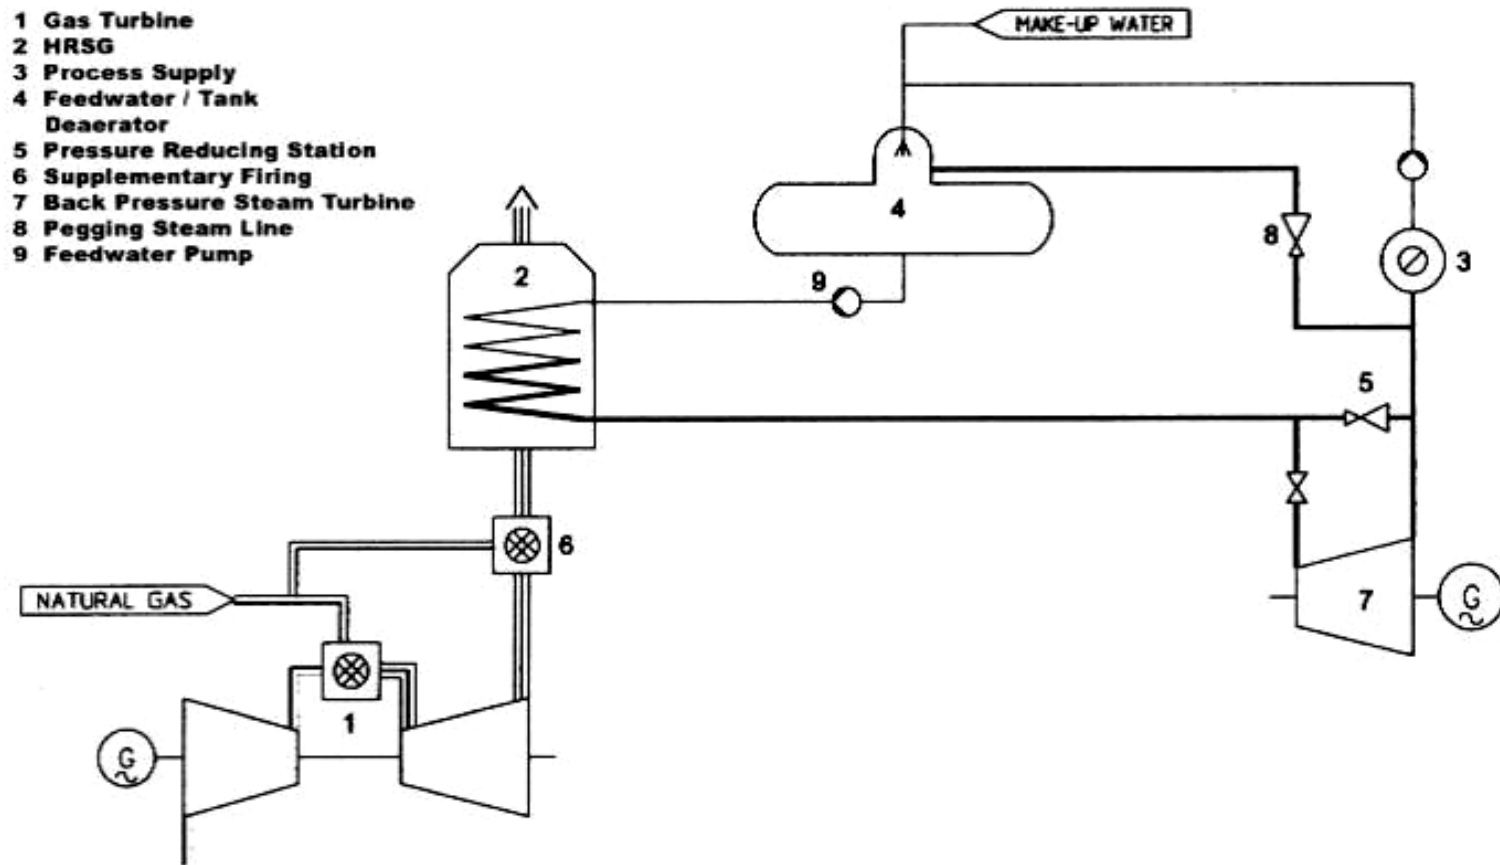 1 Gas Turbine
2 HRSG
3 Process Supply
4 Feedwater / Tank
Deaerator
5 Pressure Reducing Station
6 Supplementary Firing
7 Back Pressure Steam Turbine
8 Pegging Steam Line
9 Feedwater Pump
MAKE-UP WATER
4
8
3
2
9
5
6
NATURAL GAS
7
G
1
G